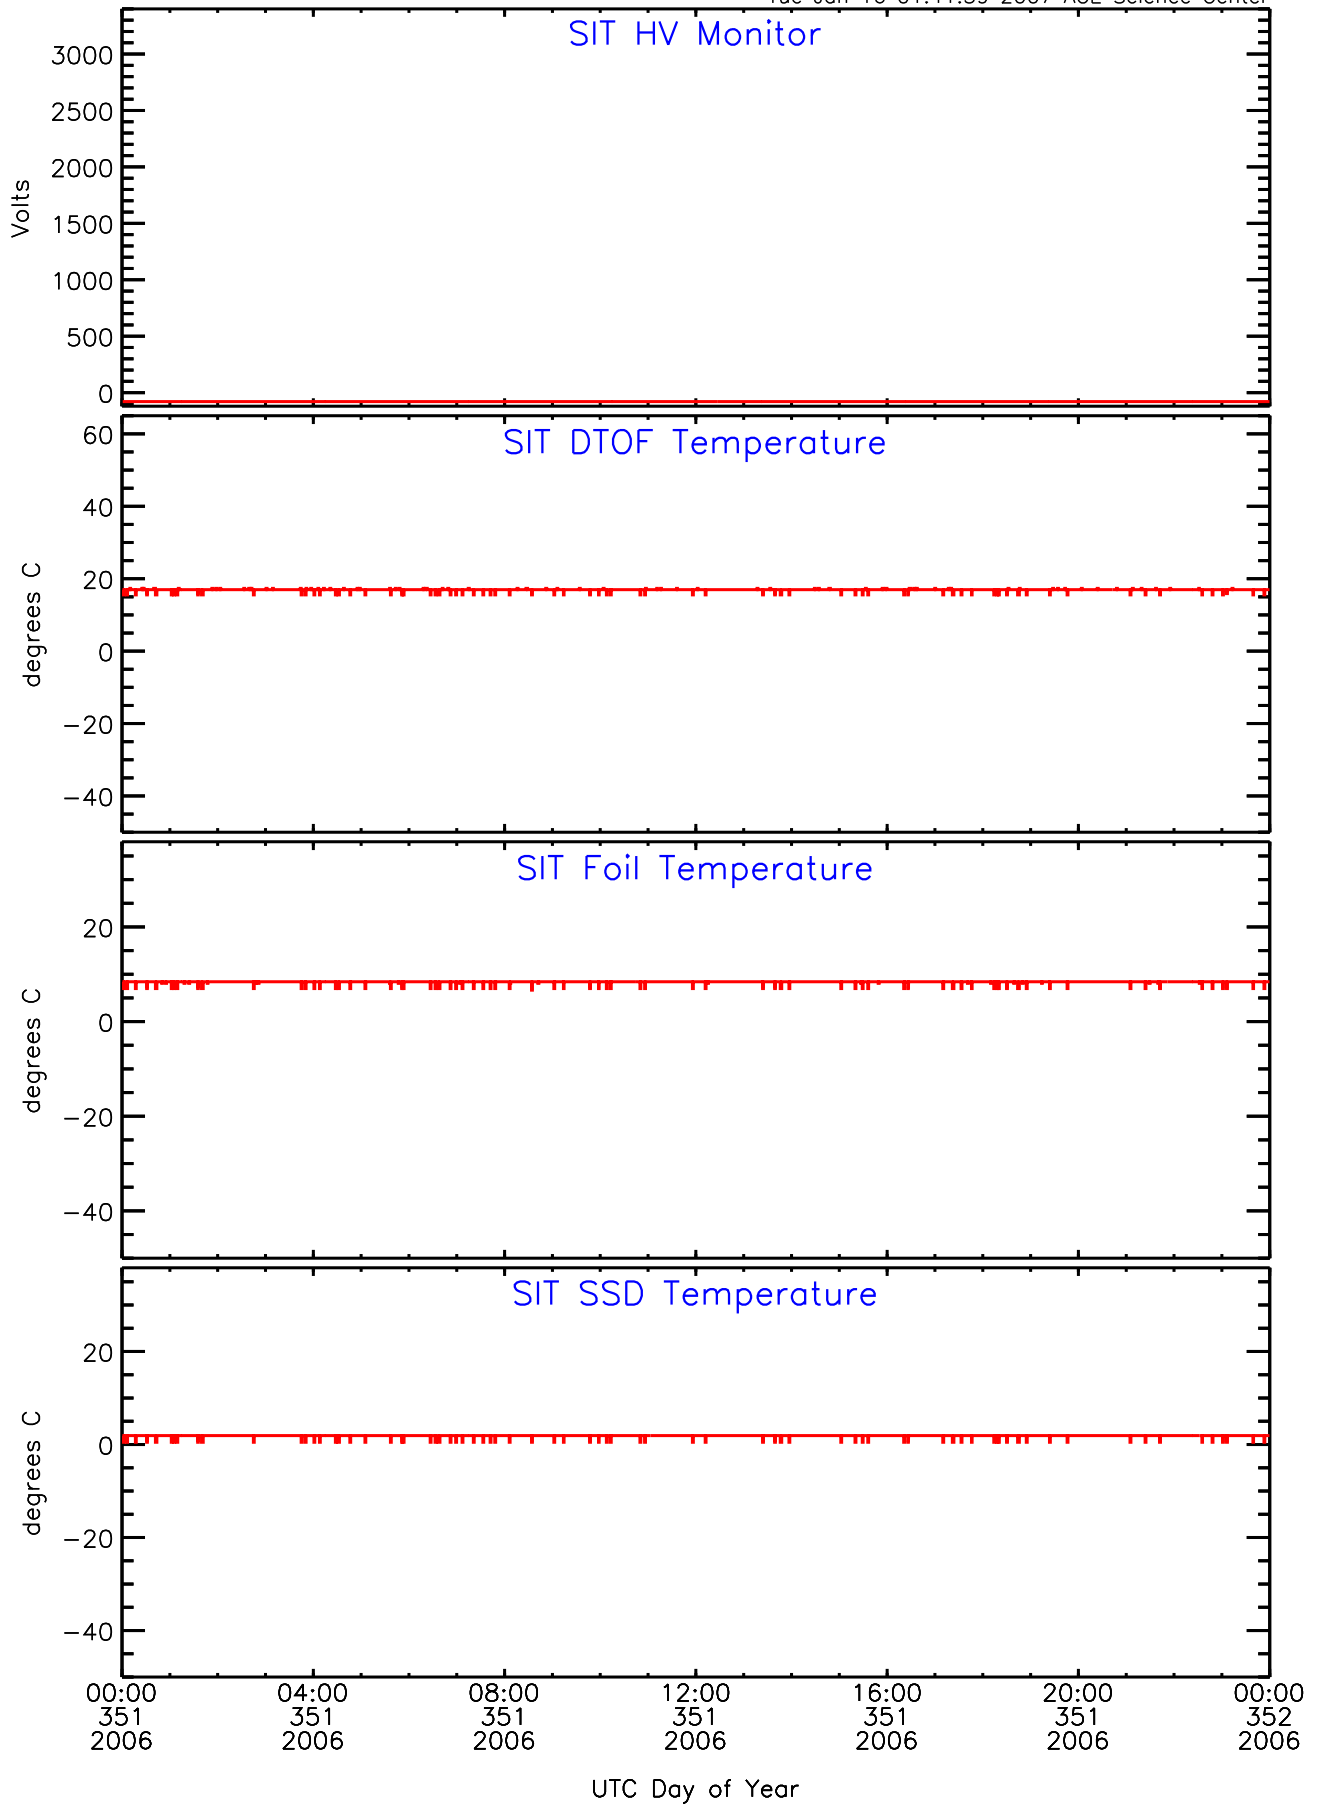 SIT HV Monitor
3000
2500
2000
1500
1000
500
0
Volts
SIT DTOF Temperature
60
40
20
0
−20
−40
degrees C
SIT Foil Temperature
20
0
−20
−40
degrees C
SIT SSD Temperature
20
0
−20
−40
degrees C
00:00 04:00 08:00 12:00 16:00 20:00 00:00
351 351 351 351 351 351 352
2006 2006 2006 2006 2006 2006 2006
UTC Day of Year